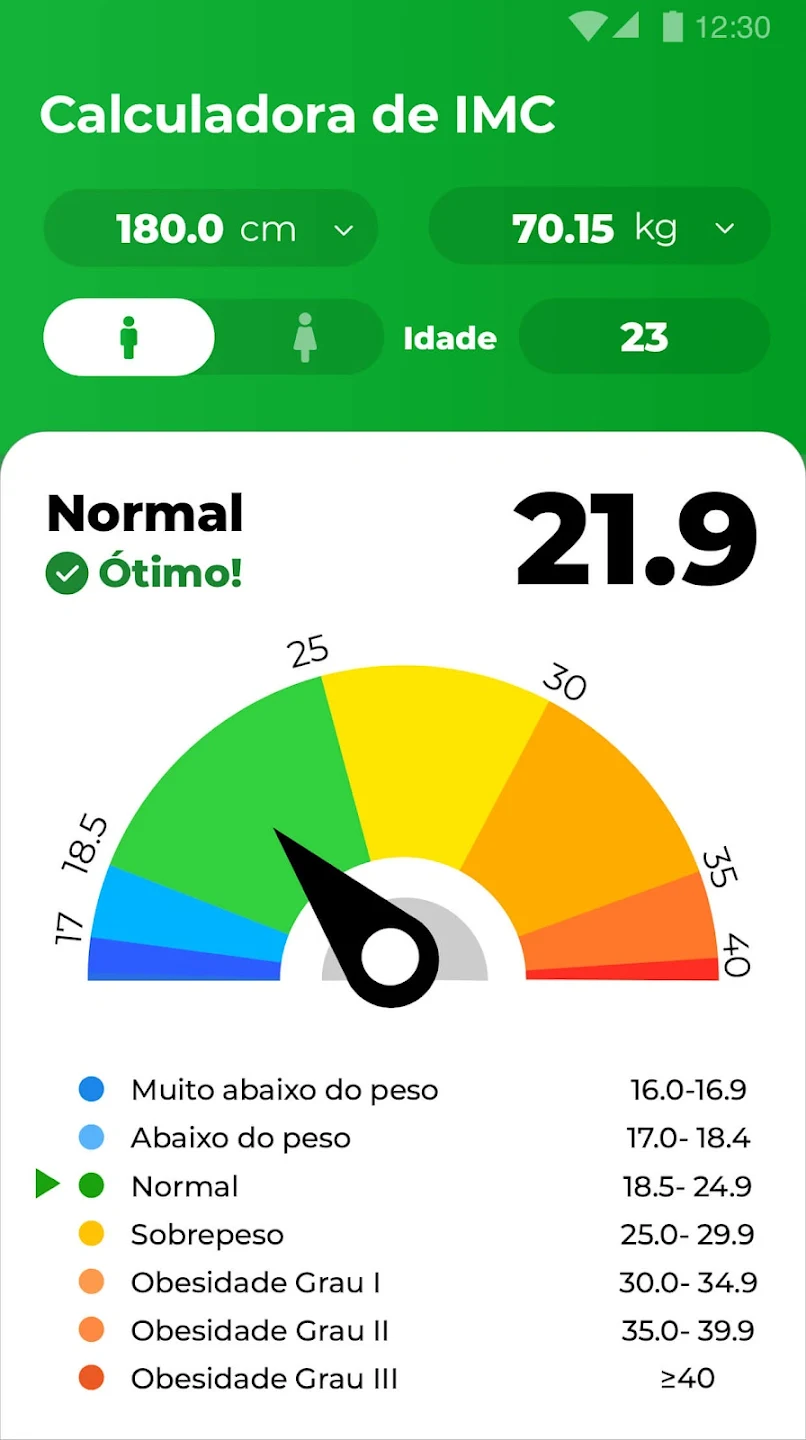 12:30
Calculadora de IMC
180.0 cm
70.15 kg
Idade
23
Normal
21.9
Ótimo!
25
30
18.5
35
17
40
Muito abaixo do peso 16.0-16.9
Abaixo do peso 17.0- 18.4
Normal 18.5- 24.9
Sobrepeso 25.0- 29.9
Obesidade Grau I 30.0- 34.9
Obesidade Grau II 35.0- 39.9
Obesidade Grau III ≥40